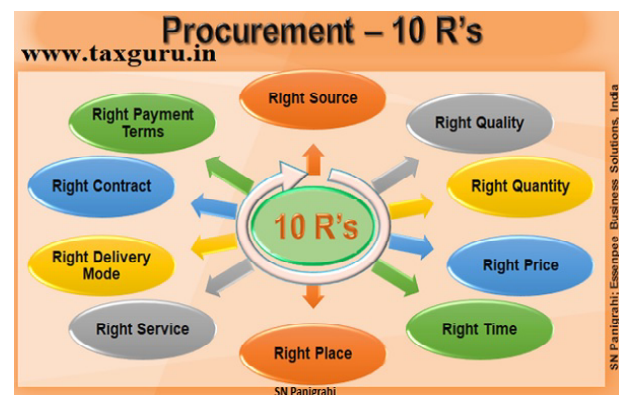 Procurement – 10 R's
www.taxguru.in
Right Source
Right Quality
Right Quantity
Right Price
Right Time
Right Place
Right Service
Right Delivery
Mode
Right Contract
Right Payment
Terms
10 R's
SN Panigrahi
SN Panigrahi; Essenpee Business Solutions, India